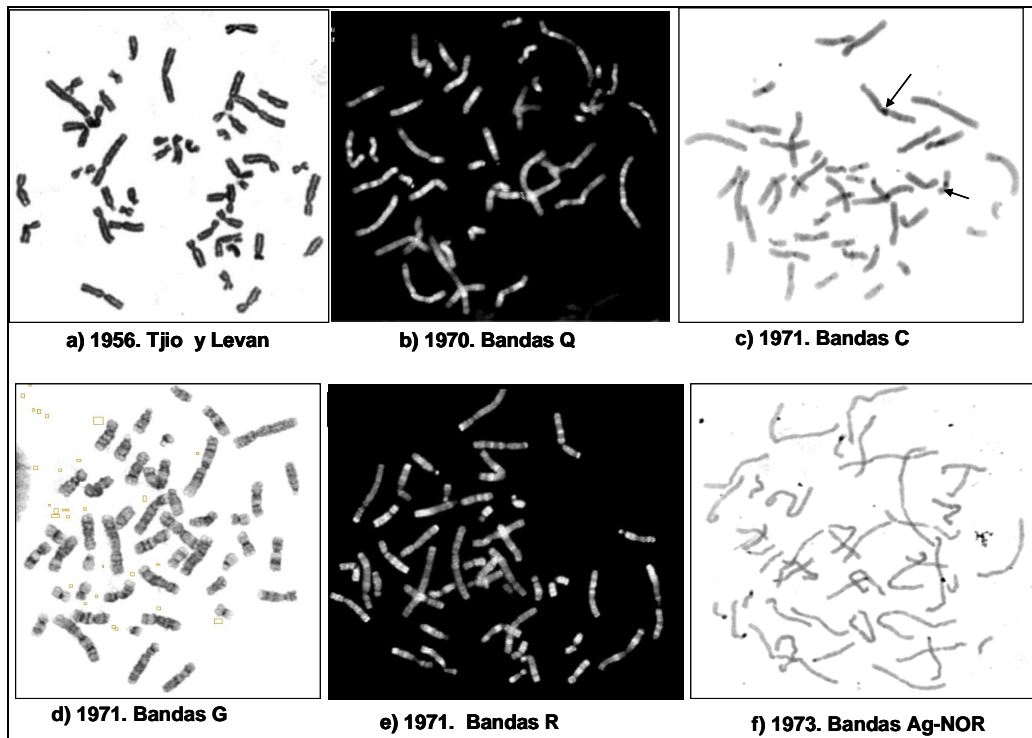 a) 1956. Tjio y Levan
b) 1970. Bandas Q
c) 1971. Bandas C
d) 1971. Bandas G
e) 1971. Bandas R
f) 1973. Bandas Ag-NOR